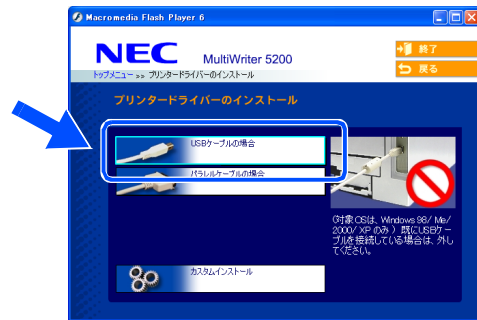 Macromedia Flash Player 6
NEC MultiWriter 5200
終了
戻る
トップメニュー >> プリンタードライバーのインストール
プリンタードライバーのインストール
USBケーブルの場合
パラレルケーブルの場合
(対象OSは、Windows 98/ Me/
2000/ XP のみ ) 既にUSBケー
ブルを接続している場合は、外し
てください。
カスタムインストール